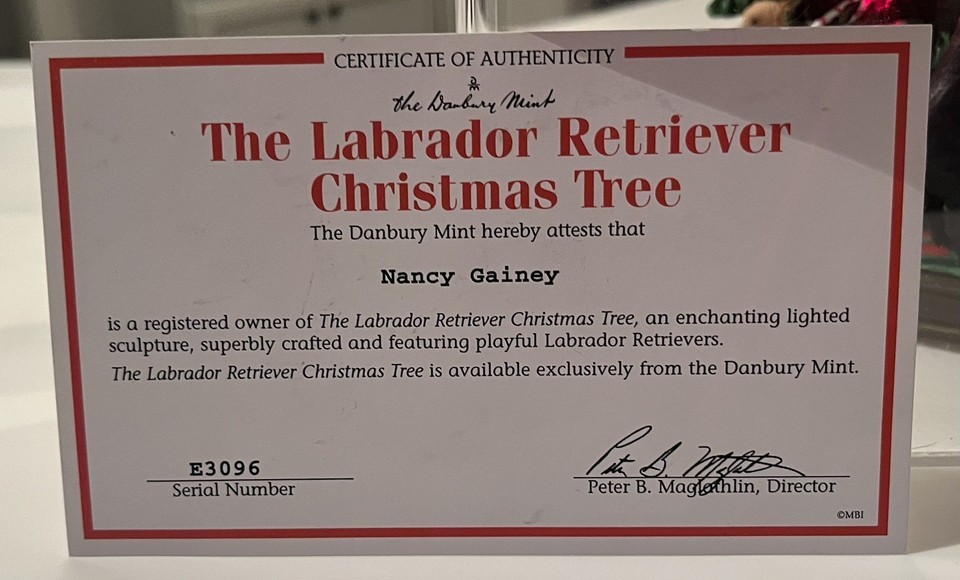 CERTIFICATE OF AUTHENTICITY
the Danbury Mint
The Labrador Retriever
Christmas Tree
The Danbury Mint hereby attests that
Nancy Gainey
is a registered owner of The Labrador Retriever Christmas Tree, an enchanting lighted
sculpture, superbly crafted and featuring playful Labrador Retrievers.
The Labrador Retriever Christmas Tree is available exclusively from the Danbury Mint.
E3096
Serial Number
Peter B. Maglathlin
Peter B. Maglathlin, Director
©MBI